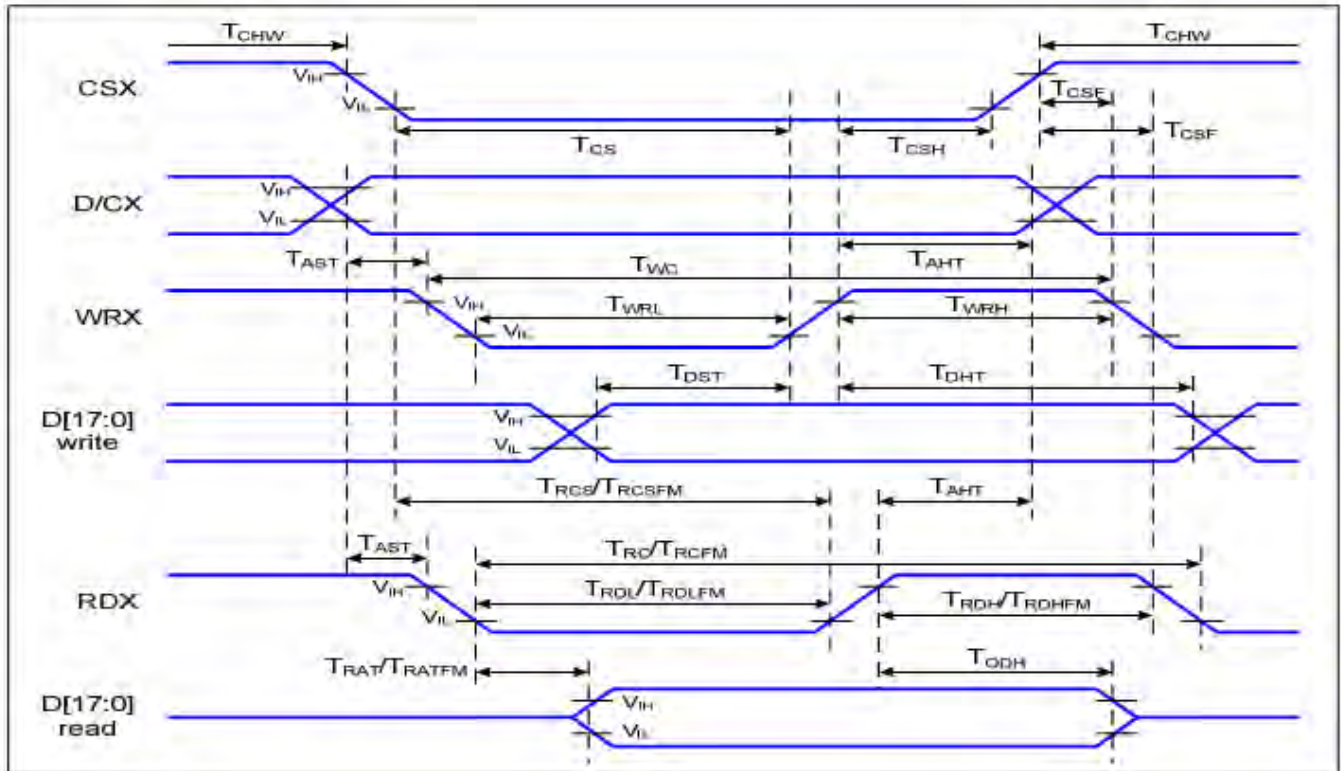 TCHW TCHW
CSX VIH
VIL TCSF
TCS TCSH TCSF
D/CX VIH
VIL
TAST TWC TAHT
WRX VIH TWRL TWRH
VIL
TDST TDHT
D[17:0] VIH
write VIL
TRCS/TRCSFM TAHT
TAST TRC/TRCFM
RDX VIH TRDL/TRDLFM TRDH/TRDHFM
VIL
TRAT/TRATFM TODH
D[17:0] VIH
read VIL